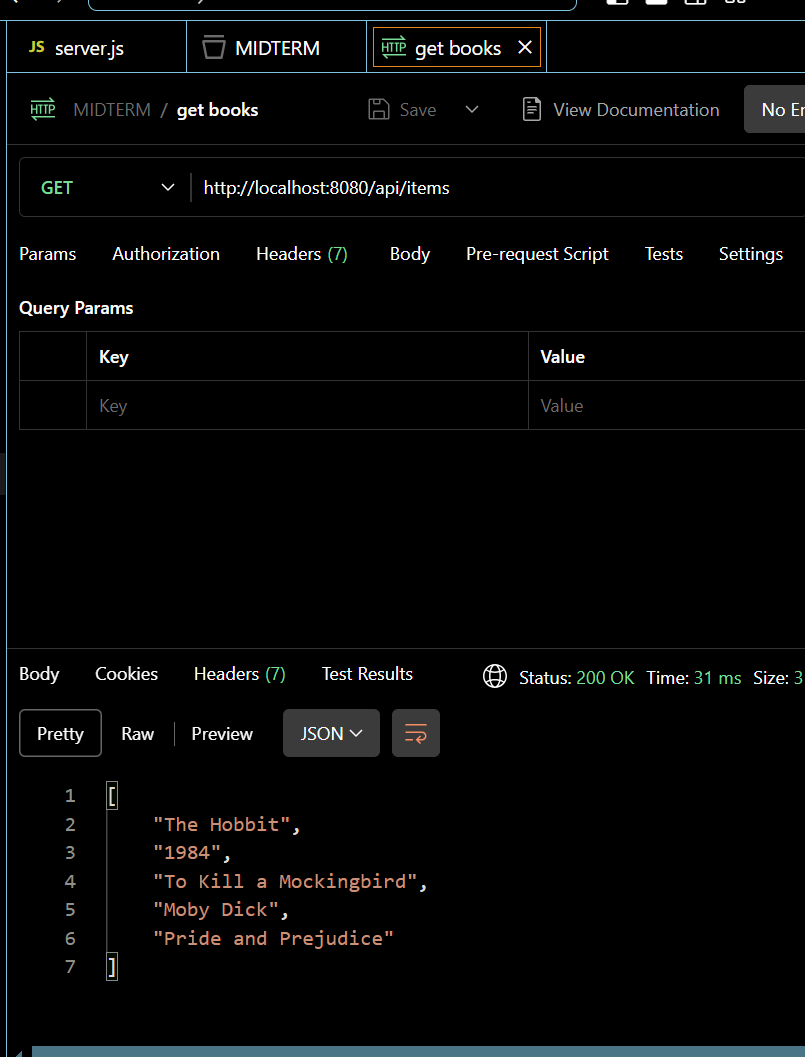 JS server.js MIDTERM HTTP get books
HTTP MIDTERM / get books Save View Documentation No
GET http://localhost:8080/api/items
Params Authorization Headers (7) Body Pre-request Script Tests Settings
Query Params
Key Value
Key Value
Body Cookies Headers (7) Test Results Status: 200 OK Time: 31 ms Size: 3
Pretty Raw Preview JSON
1 [
2 "The Hobbit",
3 "1984",
4 "To Kill a Mockingbird",
5 "Moby Dick",
6 "Pride and Prejudice"
7 ]